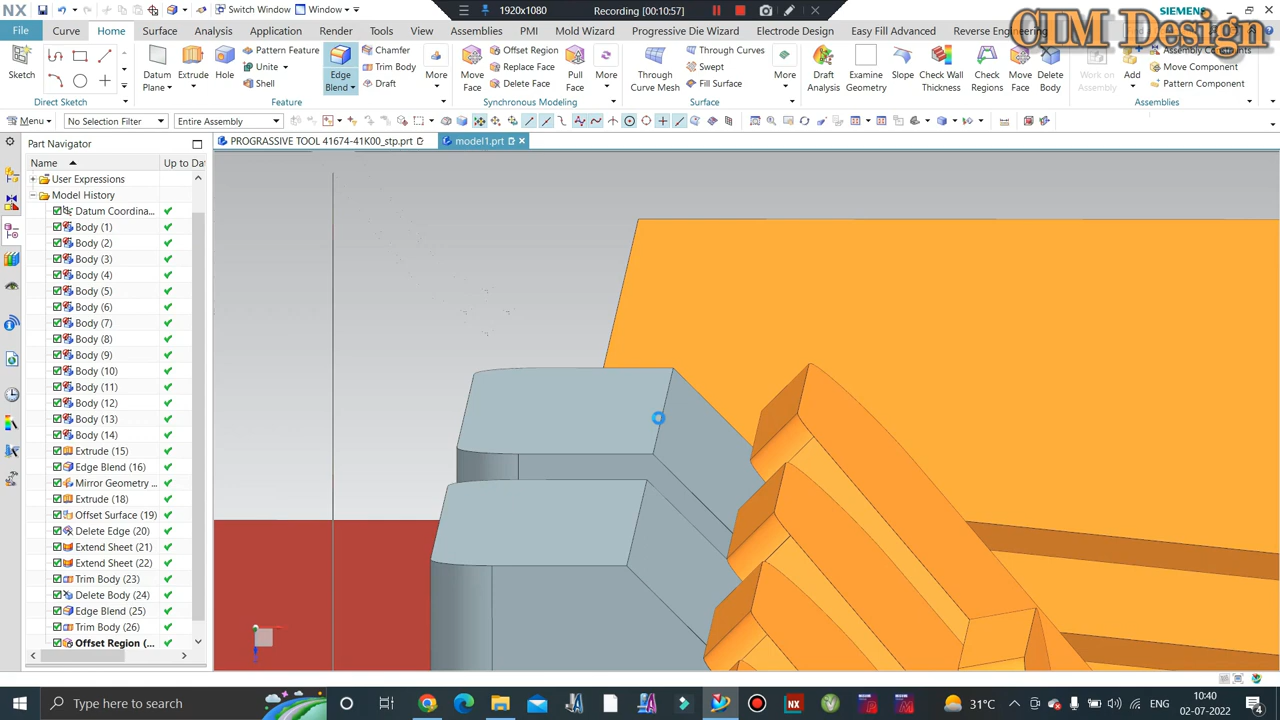 NX
Switch Window
Window
1920x1080
Recording [00:10:57]
SIEMENS
CIM Design
File
Home
Curve
Surface
Analysis
Application
Render
Tools
View
Assemblies
PMI
Mold Wizard
Progressive Die Wizard
Electrode Design
Easy Fill Advanced
Reverse Engineering
Sketch
Direct Sketch
Datum Plane
Extrude
Hole
Pattern Feature
Unite
Shell
Edge Blend
Chamfer
Trim Body
Draft
More
Feature
Move Face
Offset Region
Replace Face
Delete Face
Pull Face
More
Synchronous Modeling
Through Curve Mesh
Through Curves
Swept
Fill Surface
More
Surface
Draft Analysis
Examine Geometry
Slope
Check Wall Thickness
Check Regions
Move Face
Delete Body
Work on Assembly
Add
Assembly Constraints
Move Component
Pattern Component
Assemblies
Menu
No Selection Filter
Entire Assembly
Part Navigator
PROGRASSIVE TOOL 41674-41K00_stp.prt
model1.prt
Name
Up to Da
User Expressions
Model History
Datum Coordina...
Body (1)
Body (2)
Body (3)
Body (4)
Body (5)
Body (6)
Body (7)
Body (8)
Body (9)
Body (10)
Body (11)
Body (12)
Body (13)
Body (14)
Extrude (15)
Edge Blend (16)
Mirror Geometry ...
Extrude (18)
Offset Surface (19)
Delete Edge (20)
Extend Sheet (21)
Extend Sheet (22)
Trim Body (23)
Delete Body (24)
Edge Blend (25)
Trim Body (26)
Offset Region (...
Type here to search
31°C
ENG
10:40
02-07-2022